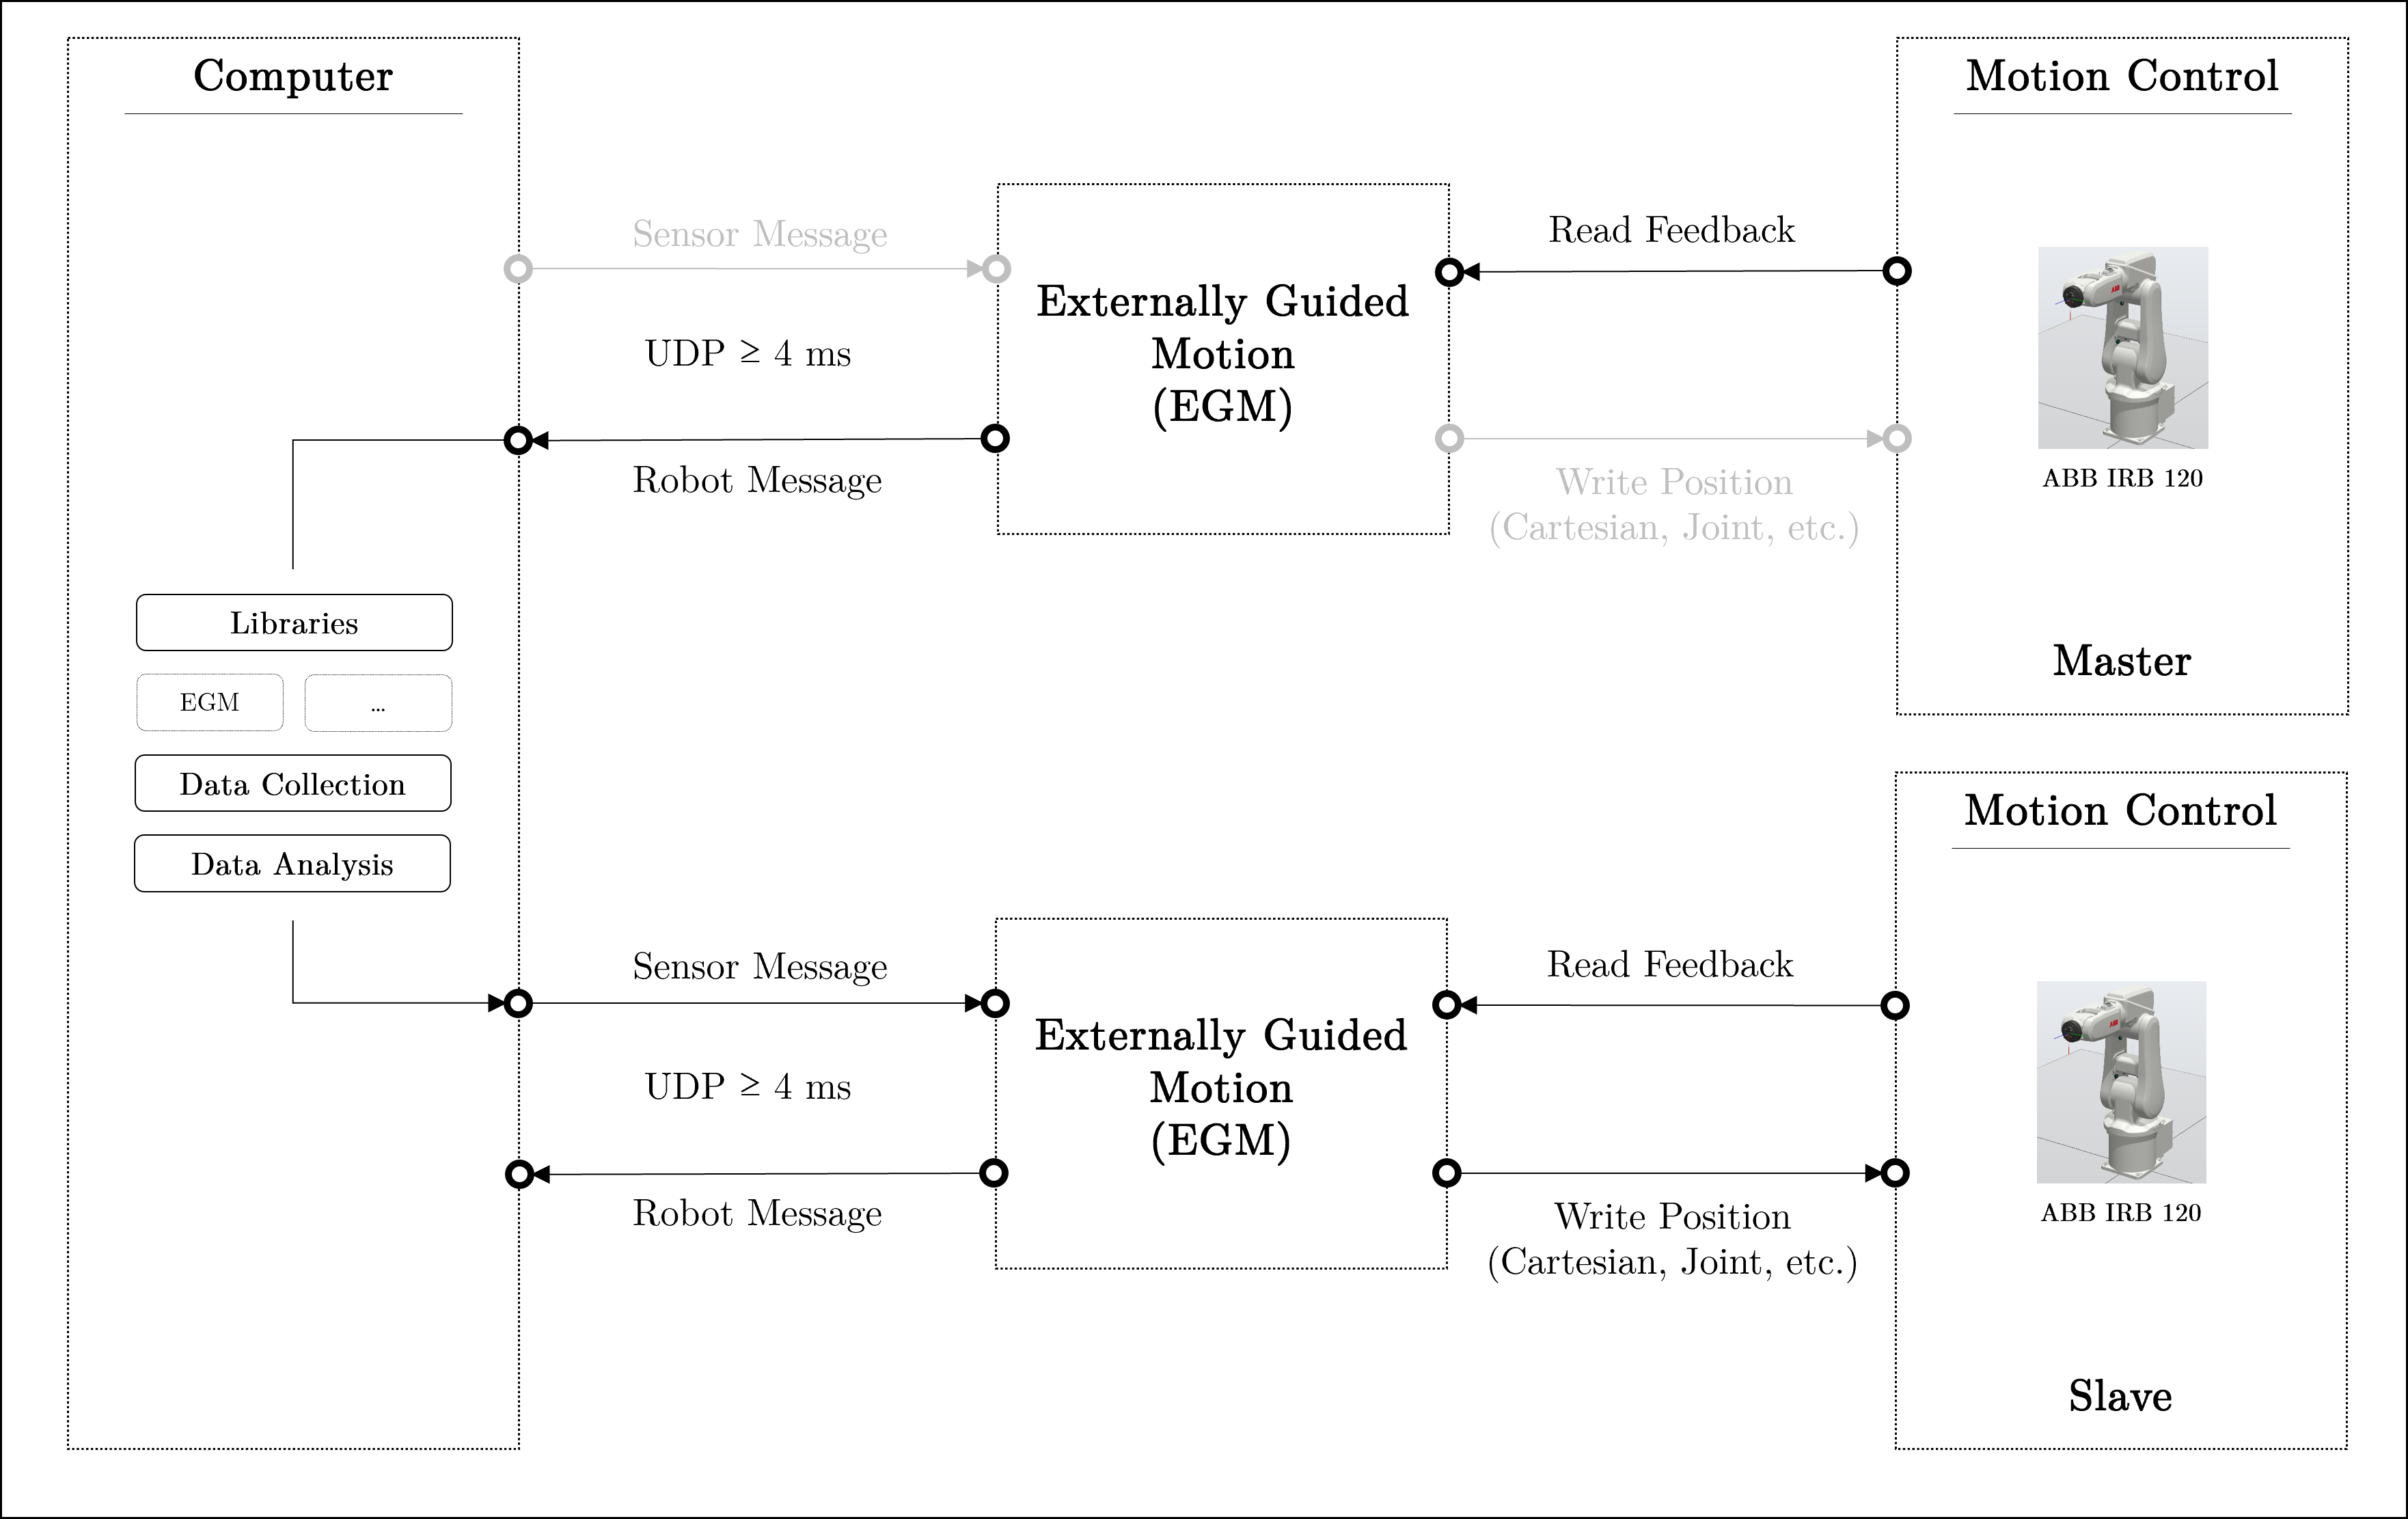 Computer
Motion Control
Sensor Message
Read Feedback
Externally Guided
Motion
(EGM)
UDP ≥ 4 ms
Robot Message
Write Position
(Cartesian, Joint, etc.)
ABB
ABB IRB 120
Master
Libraries
EGM
...
Data Collection
Data Analysis
Motion Control
Sensor Message
Read Feedback
Externally Guided
Motion
(EGM)
UDP ≥ 4 ms
Robot Message
Write Position
(Cartesian, Joint, etc.)
ABB
ABB IRB 120
Slave